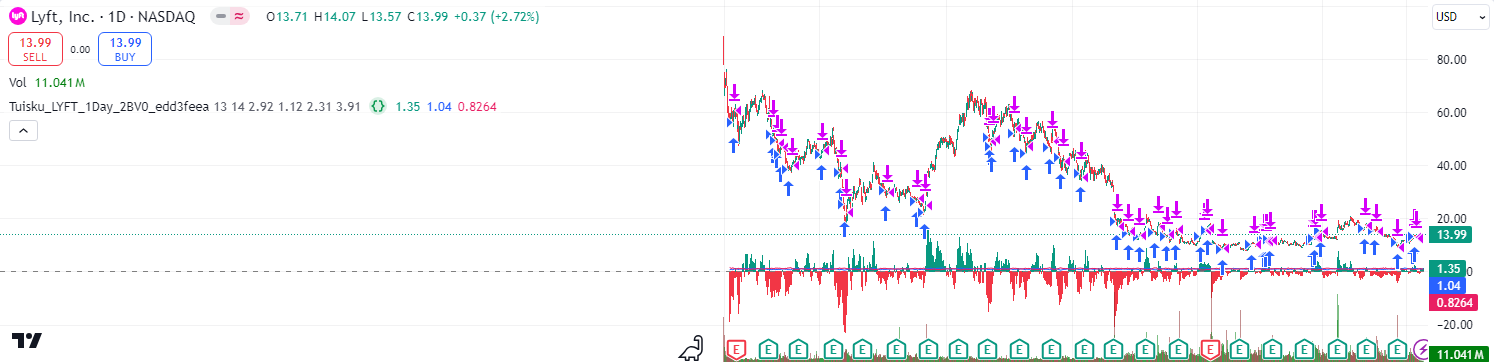 Lyft, Inc. · 1D · NASDAQ O13.71 H14.07 L13.57 C13.99 +0.37 (+2.72%)
USD
13.99
SELL
0.00
13.99
BUY
Vol 11.041 M
Tuisku_LYFT_1Day_2BV0_edd3feea 13 14 2.92 1.12 2.31 3.91 {} 1.35 1.04 0.8264
80.00
60.00
40.00
20.00
13.99
1.35
1.04
0.8264
−20.00
11.041 M
E E E E E E E E E E E E E E E E E E E E E E